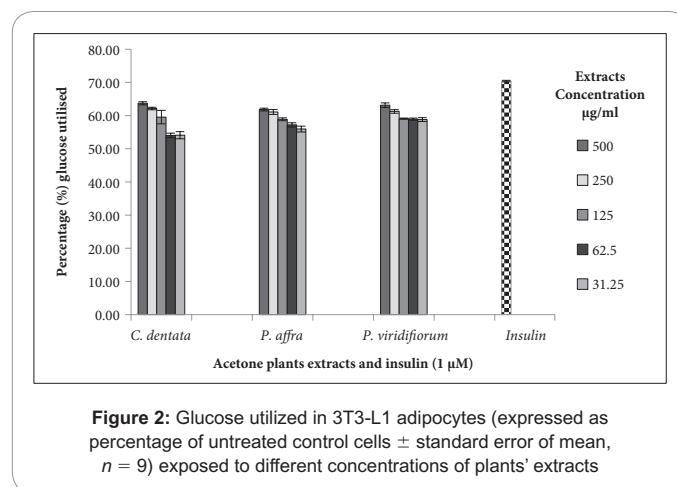 80.00
70.00
60.00
50.00
40.00
30.00
20.00
10.00
0.00
Percentage (%) glucose utilised
C. dentata
P. affra
P. viridifiorum
Insulin
Acetone plants extracts and insulin (1 µM)
Extracts
Concentration
µg/ml
500
250
125
62.5
31.25
Figure 2: Glucose utilized in 3T3-L1 adipocytes (expressed as
percentage of untreated control cells ± standard error of mean,
n = 9) exposed to different concentrations of plants' extracts